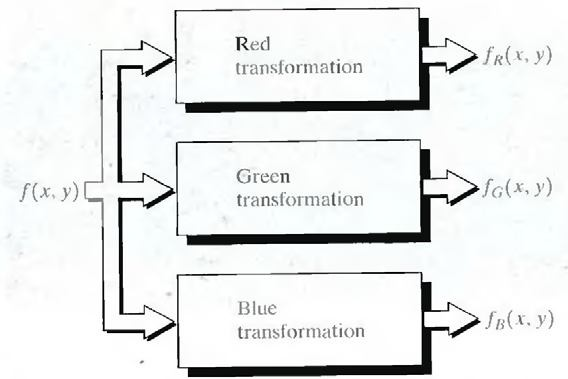 Red
transformation
f_R(x, y)
f(x, y)
Green
transformation
f_G(x, y)
Blue
transformation
f_B(x, y)